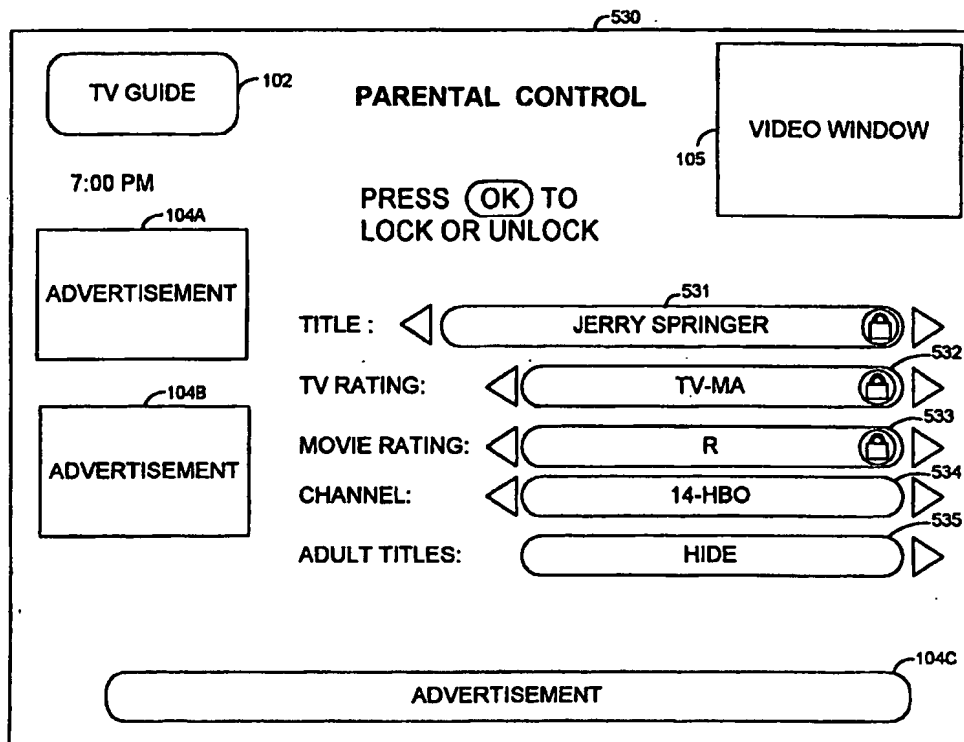 530
TV GUIDE
102
PARENTAL CONTROL
VIDEO WINDOW
105
7:00 PM
PRESS OK TO
LOCK OR UNLOCK
104A
ADVERTISEMENT
531
TITLE : JERRY SPRINGER
532
TV RATING: TV-MA
104B
533
MOVIE RATING: R
ADVERTISEMENT
534
CHANNEL: 14-HBO
535
ADULT TITLES: HIDE
104C
ADVERTISEMENT